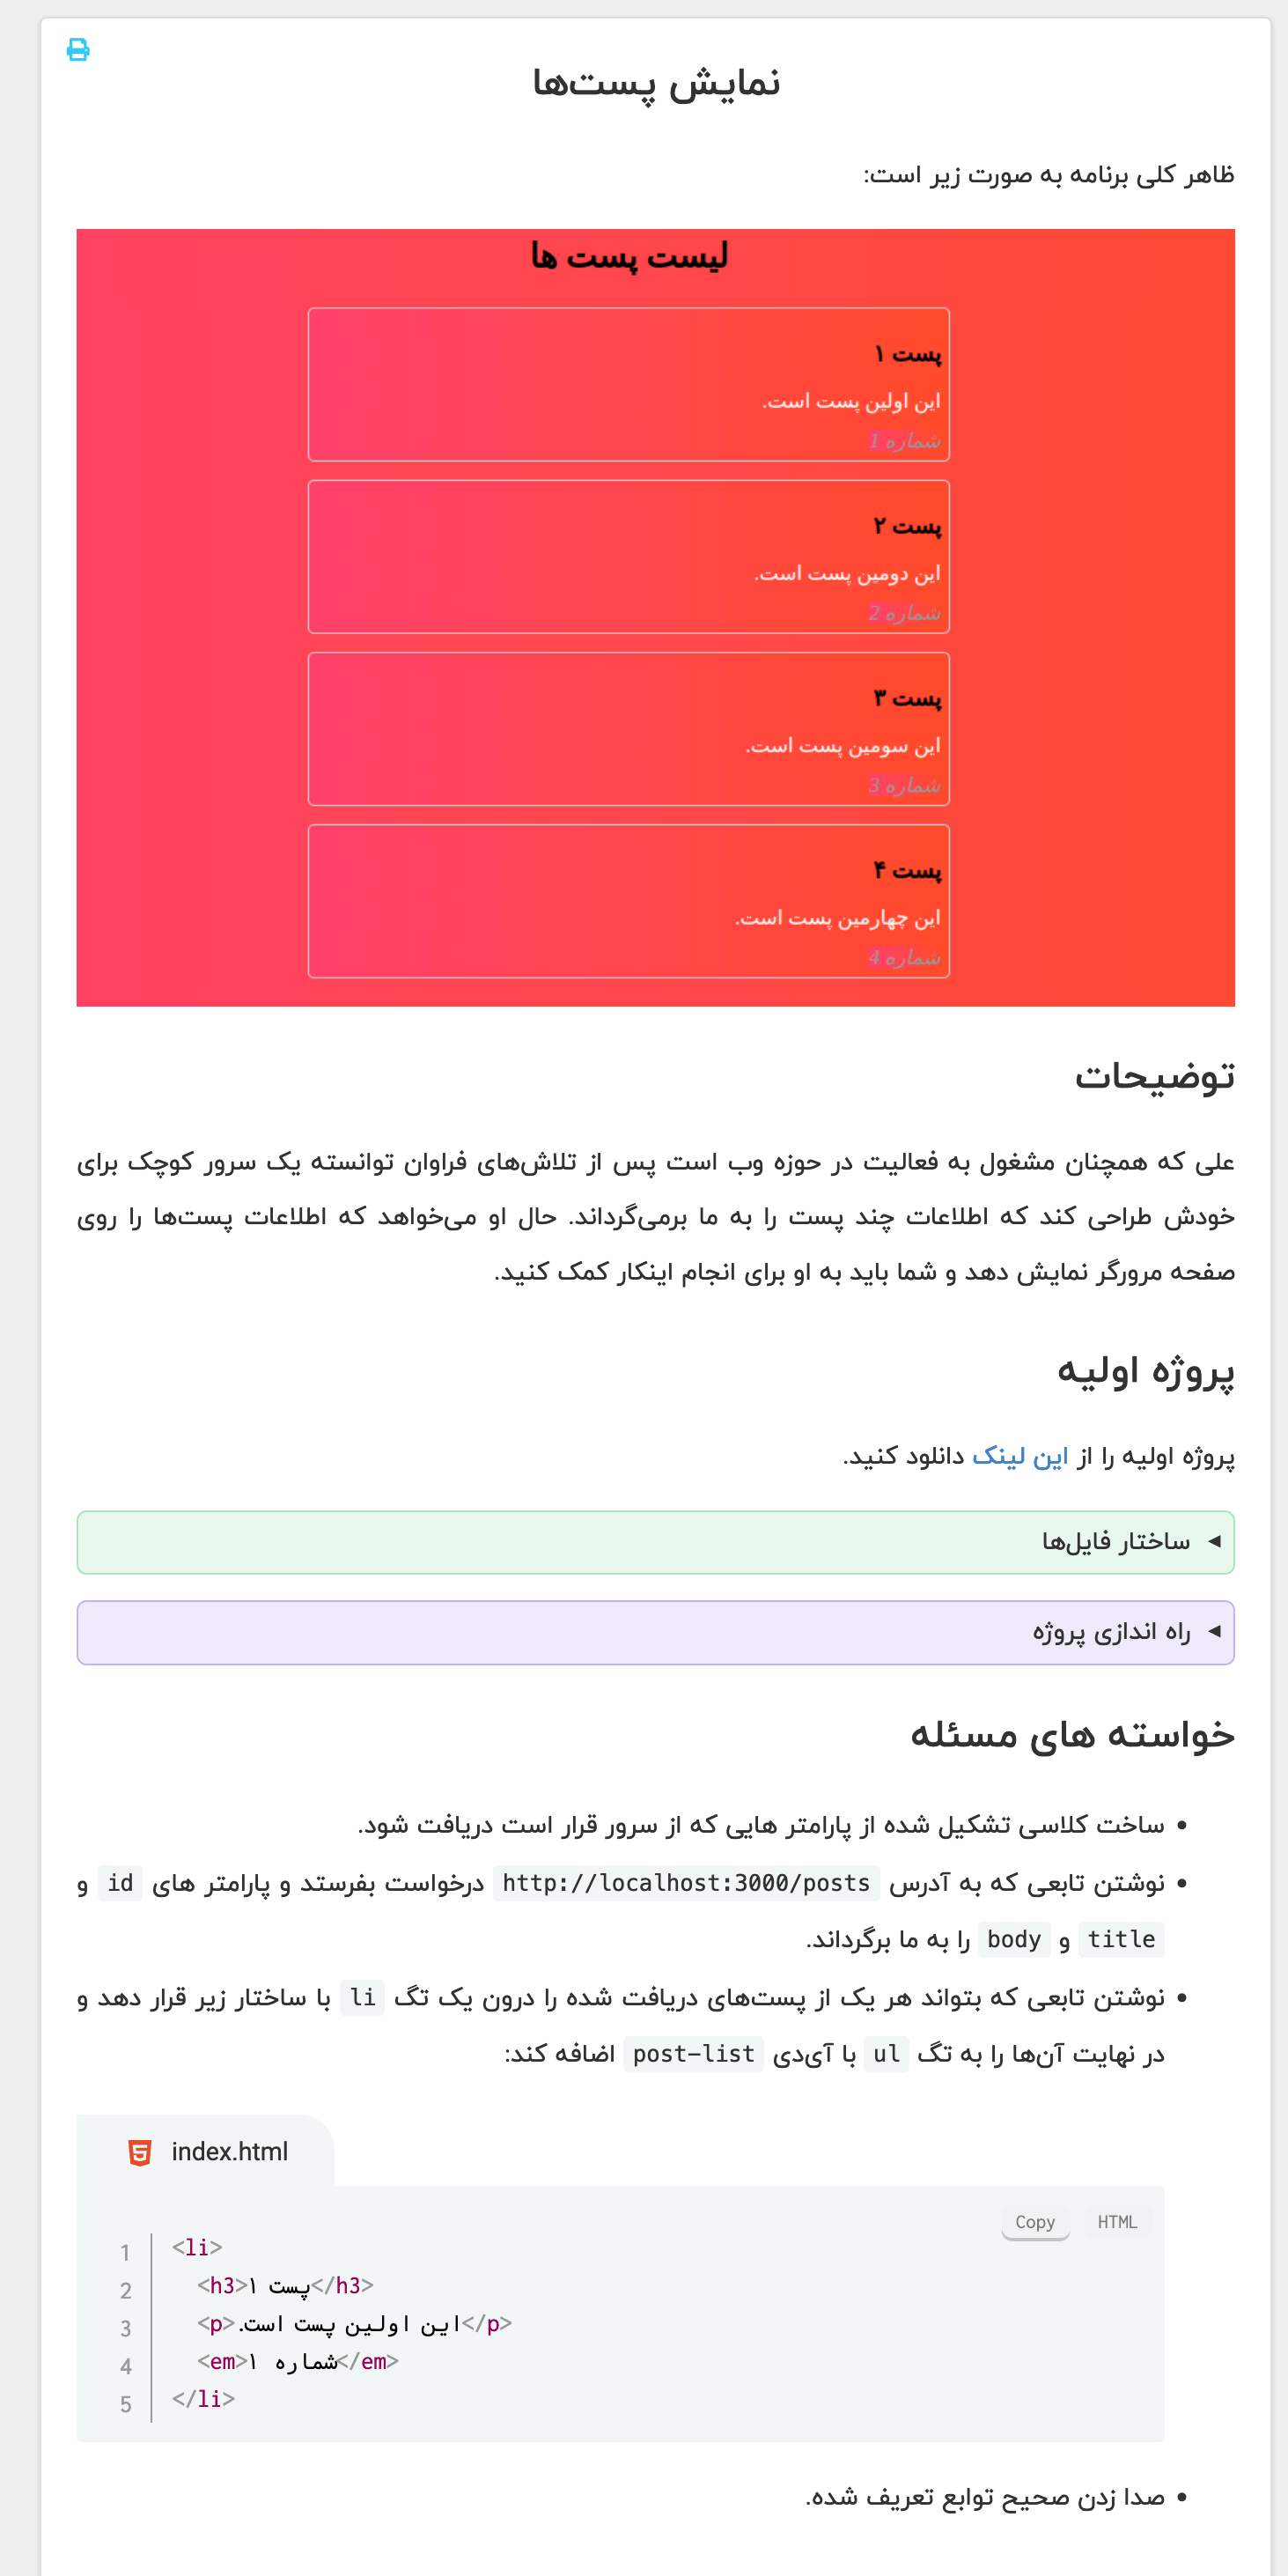 نمایش پست‌ها
ظاهر کلی برنامه به صورت زیر است:
لیست پست ها
پست ۱
این اولین پست است.
شماره 1
پست ۲
این دومین پست است.
شماره 2
پست ۳
این سومین پست است.
شماره 3
پست ۴
این چهارمین پست است.
شماره 4
توضیحات
علی که همچنان مشغول به فعالیت در حوزه وب است پس از تلاش‌های فراوان توانسته یک سرور کوچک برای
خودش طراحی کند که اطلاعات چند پست را به ما برمی‌گرداند. حال او می‌خواهد که اطلاعات پست‌ها را روی
صفحه مرورگر نمایش دهد و شما باید به او برای انجام اینکار کمک کنید.
پروژه اولیه
پروژه اولیه را از این لینک دانلود کنید.
ساختار فایل‌ها
راه اندازی پروژه
خواسته های مسئله
• ساخت کلاسی تشکیل شده از پارامتر هایی که از سرور قرار است دریافت شود.
• نوشتن تابعی که به آدرس http://localhost:3000/posts درخواست بفرستد و پارامتر های id و
title و body را به ما برگرداند.
• نوشتن تابعی که بتواند هر یک از پست‌های دریافت شده را درون یک تگ li با ساختار زیر قرار دهد و
در نهایت آن‌ها را به تگ ul با آی‌دی post-list اضافه کند:
index.html
Copy HTML
1 <li>
2 <h3>پست ۱</h3>
3 <p>این اولین پست است.</p>
4 <em>شماره ۱</em>
5 </li>
• صدا زدن صحیح توابع تعریف شده.